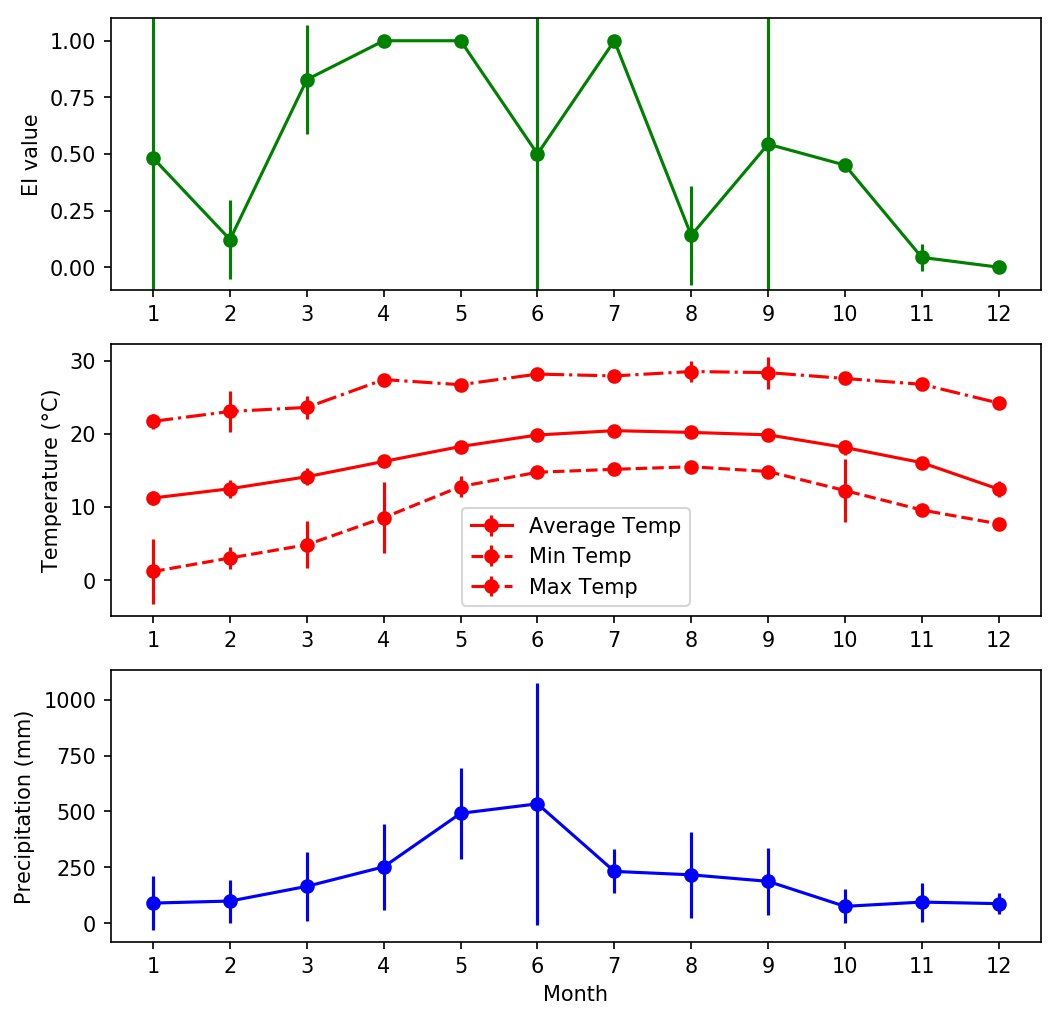 EI value
1.00
0.75
0.50
0.25
0.00
1 2 3 4 5 6 7 8 9 10 11 12
Temperature (°C)
30
20
10
0
Average Temp
Min Temp
Max Temp
1 2 3 4 5 6 7 8 9 10 11 12
Precipitation (mm)
1000
750
500
250
0
1 2 3 4 5 6 7 8 9 10 11 12
Month